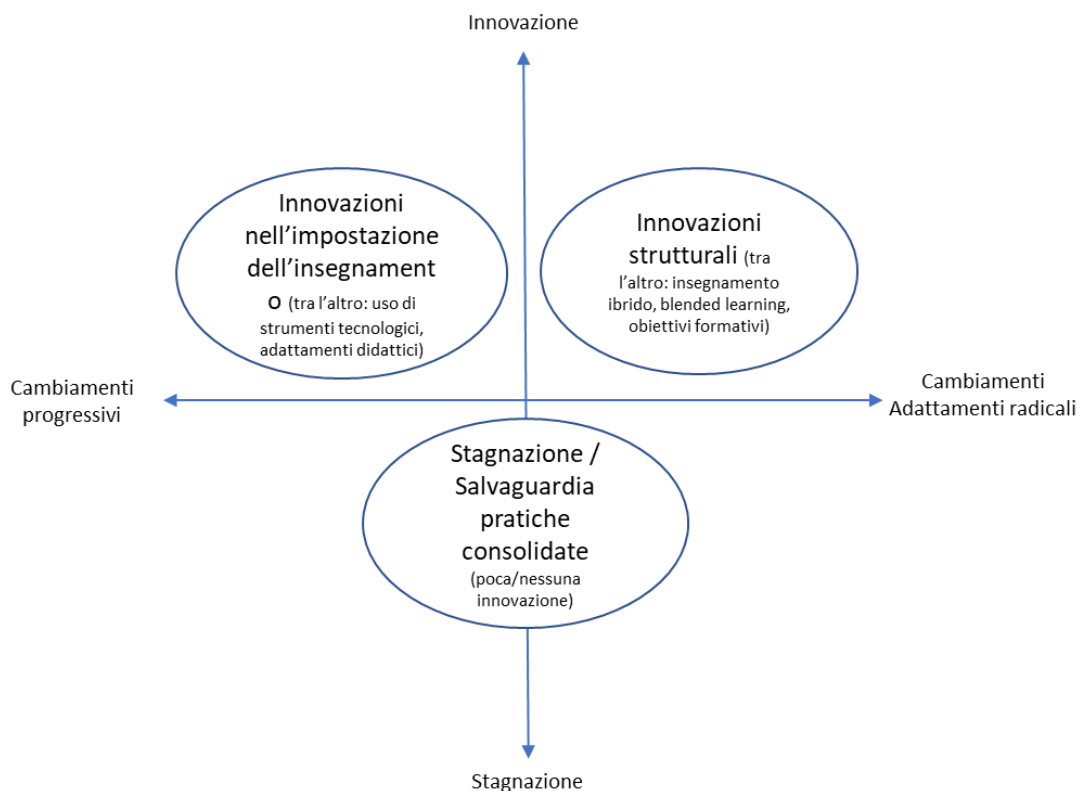 Innovazione
Innovazioni
nell’impostazione
dell’insegnament
o (tra l’altro: uso di
strumenti tecnologici,
adattamenti didattici)
Innovazioni
strutturali (tra
l’altro: insegnamento
ibrido, blended learning,
obiettivi formativi)
Cambiamenti
progressivi
Cambiamenti
Adattamenti radicali
Stagnazione /
Salvaguardia
pratiche
consolidate
(poca/nessuna
innovazione)
Stagnazione